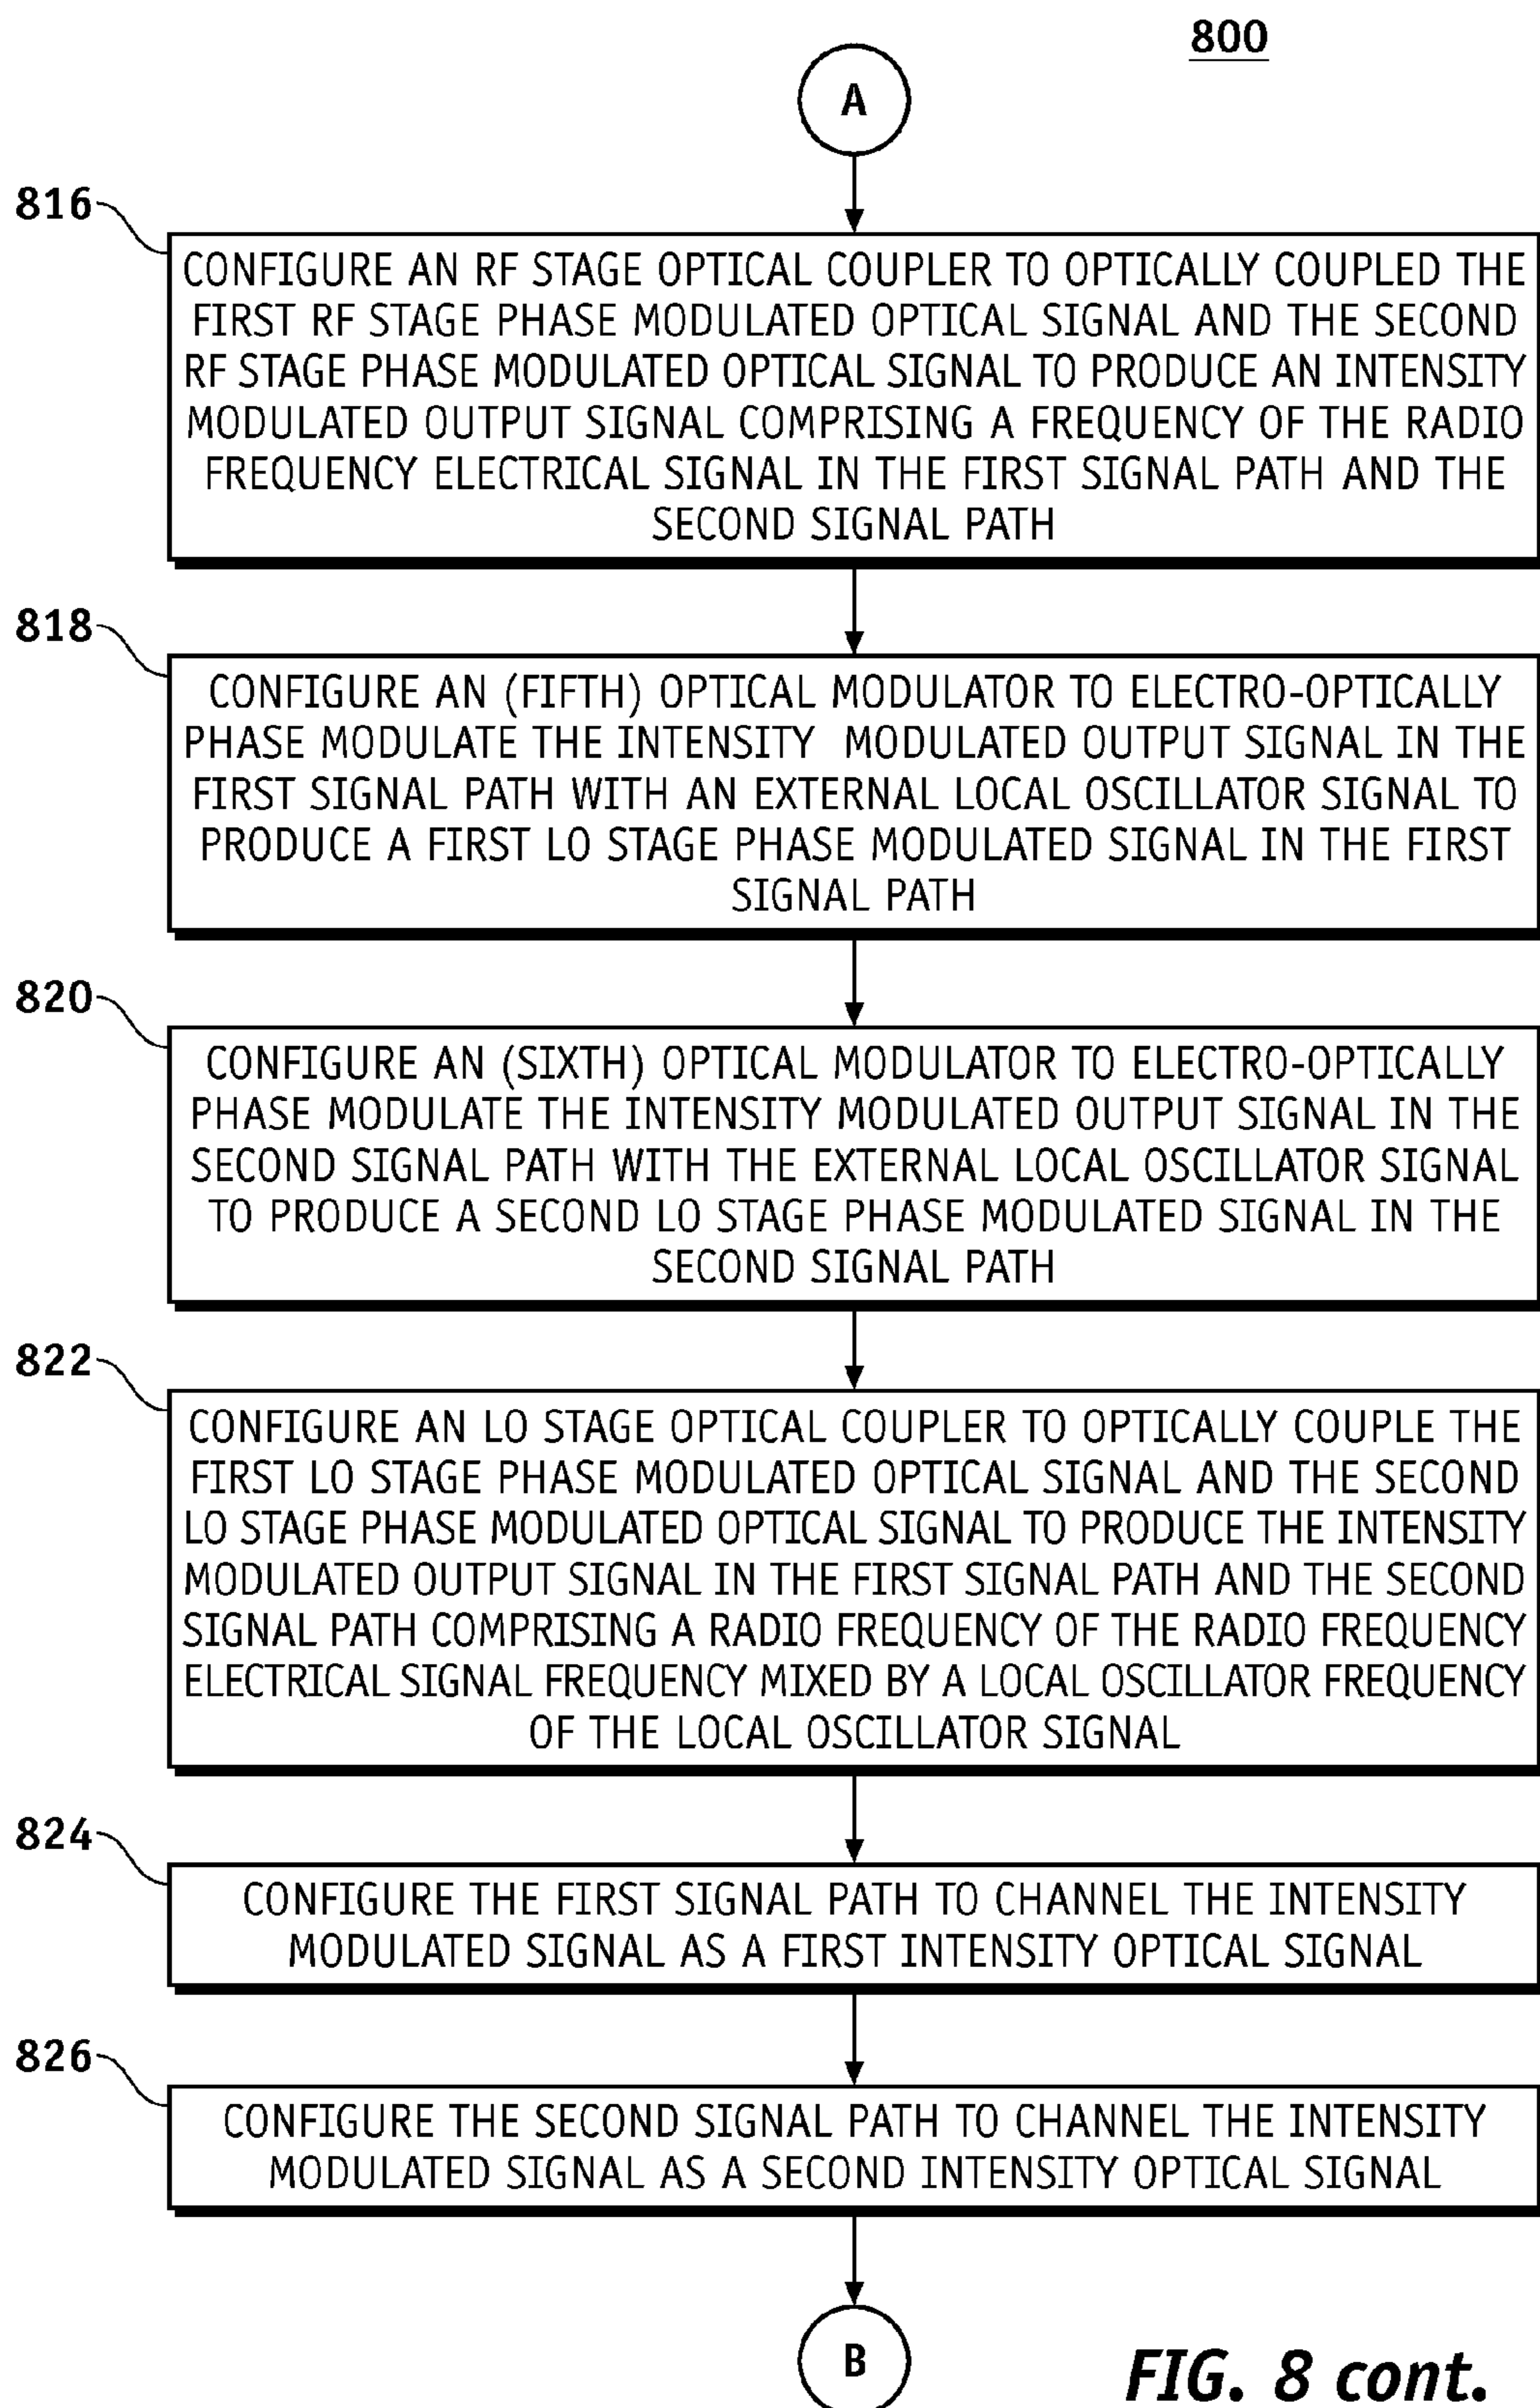 800
A
816
CONFIGURE AN RF STAGE OPTICAL COUPLER TO OPTICALLY COUPLED THE
FIRST RF STAGE PHASE MODULATED OPTICAL SIGNAL AND THE SECOND
RF STAGE PHASE MODULATED OPTICAL SIGNAL TO PRODUCE AN INTENSITY
MODULATED OUTPUT SIGNAL COMPRISING A FREQUENCY OF THE RADIO
FREQUENCY ELECTRICAL SIGNAL IN THE FIRST SIGNAL PATH AND THE
SECOND SIGNAL PATH
818
CONFIGURE AN (FIFTH) OPTICAL MODULATOR TO ELECTRO-OPTICALLY
PHASE MODULATE THE INTENSITY MODULATED OUTPUT SIGNAL IN THE
FIRST SIGNAL PATH WITH AN EXTERNAL LOCAL OSCILLATOR SIGNAL TO
PRODUCE A FIRST LO STAGE PHASE MODULATED SIGNAL IN THE FIRST
SIGNAL PATH
820
CONFIGURE AN (SIXTH) OPTICAL MODULATOR TO ELECTRO-OPTICALLY
PHASE MODULATE THE INTENSITY MODULATED OUTPUT SIGNAL IN THE
SECOND SIGNAL PATH WITH THE EXTERNAL LOCAL OSCILLATOR SIGNAL
TO PRODUCE A SECOND LO STAGE PHASE MODULATED SIGNAL IN THE
SECOND SIGNAL PATH
822
CONFIGURE AN LO STAGE OPTICAL COUPLER TO OPTICALLY COUPLE THE
FIRST LO STAGE PHASE MODULATED OPTICAL SIGNAL AND THE SECOND
LO STAGE PHASE MODULATED OPTICAL SIGNAL TO PRODUCE THE INTENSITY
MODULATED OUTPUT SIGNAL IN THE FIRST SIGNAL PATH AND THE SECOND
SIGNAL PATH COMPRISING A RADIO FREQUENCY OF THE RADIO FREQUENCY
ELECTRICAL SIGNAL FREQUENCY MIXED BY A LOCAL OSCILLATOR FREQUENCY
OF THE LOCAL OSCILLATOR SIGNAL
824
CONFIGURE THE FIRST SIGNAL PATH TO CHANNEL THE INTENSITY
MODULATED SIGNAL AS A FIRST INTENSITY OPTICAL SIGNAL
826
CONFIGURE THE SECOND SIGNAL PATH TO CHANNEL THE INTENSITY
MODULATED SIGNAL AS A SECOND INTENSITY OPTICAL SIGNAL
B
FIG. 8 cont.